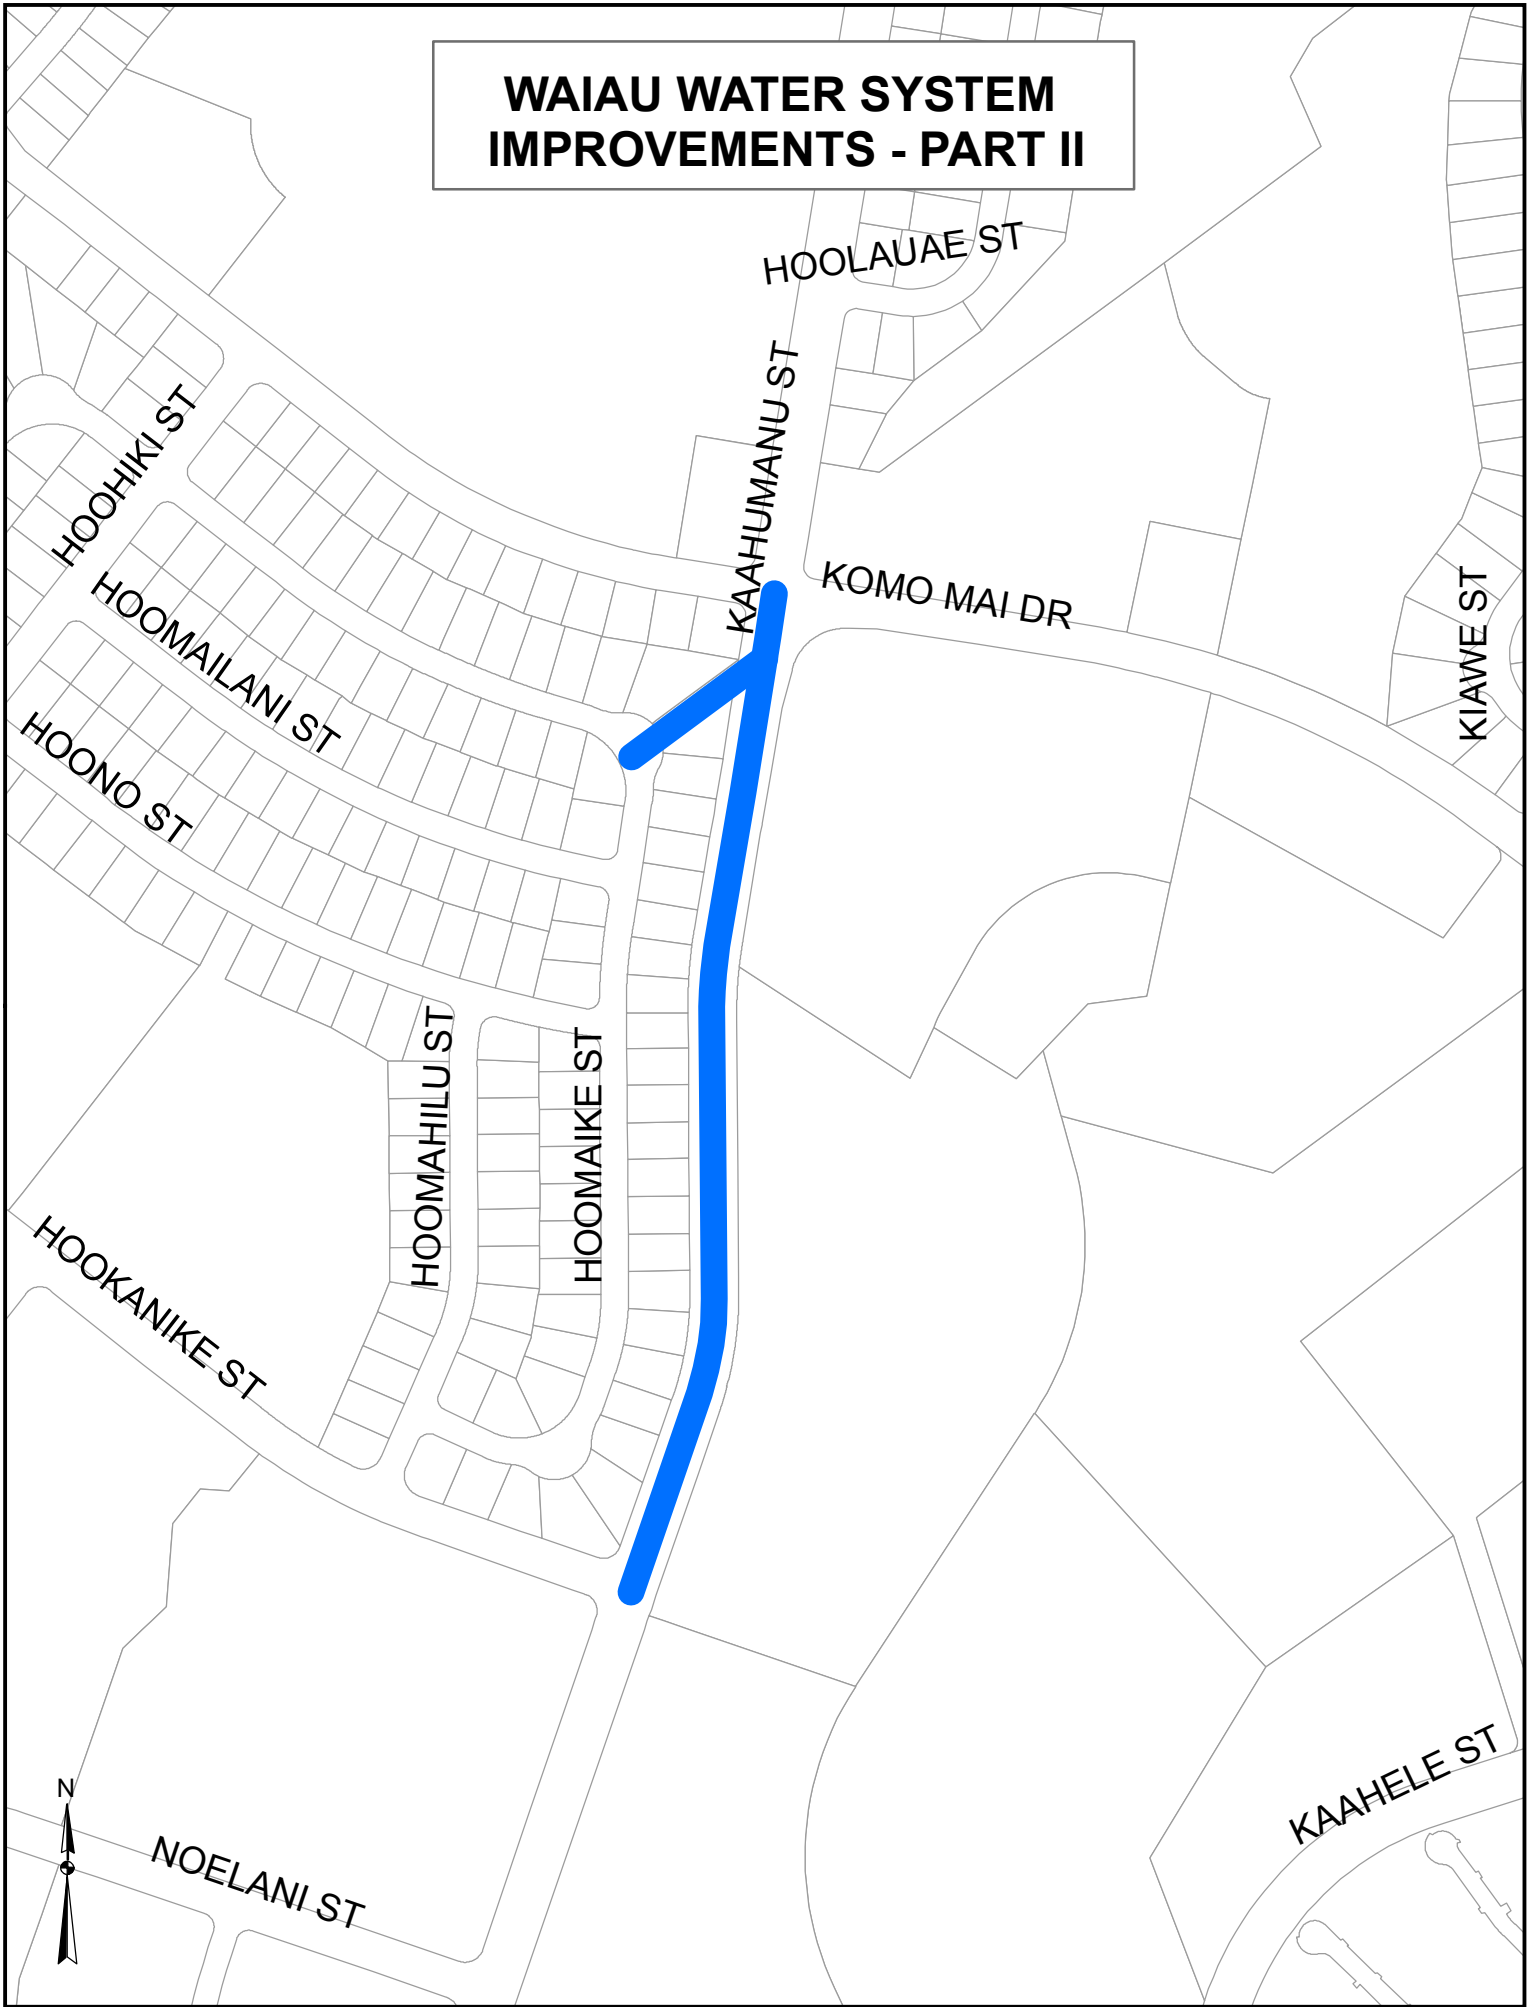 WAIAU WATER SYSTEM
IMPROVEMENTS - PART II
HOOLAUAE ST
KAAHUMANU ST
HOOHIKI ST
KOMO MAI DR
KIAWE ST
HOOMAILANI ST
HOONO ST
HOOMAHILU ST
HOOMAIKE ST
HOOKANIKE ST
KAAHELE ST
N
NOELANI ST